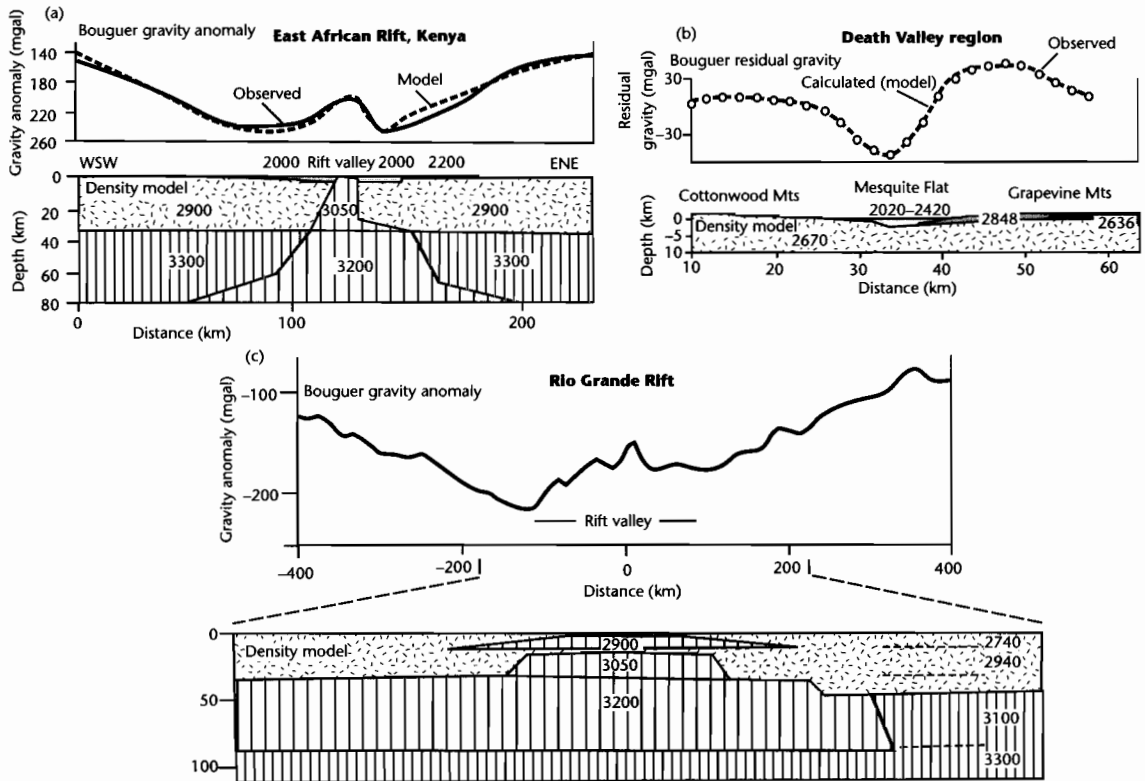 (a)
Bouguer gravity anomaly
East African Rift, Kenya
Gravity anomaly (mgal)
140
180
220
260
Observed
Model
WSW
2000 Rift valley 2000 2200
ENE
Depth (km)
0
20
40
60
80
Density model
2900
3050
2900
3300
3200
3300
0
100
200
Distance (km)
(b)
Death Valley region
Bouguer residual gravity
Observed
Calculated (model)
Residual
gravity (mgal)
30
−30
Cottonwood Mts
Mesquite Flat
Grapevine Mts
2020–2420
2848
2636
Depth (km)
0
−5
10
Density model
2670
10
20
30
40
50
60
Distance (km)
(c)
Rio Grande Rift
Bouguer gravity anomaly
Gravity anomaly (mgal)
−100
−200
Rift valley
−400
−200
0
200
400
Distance (km)
0
50
100
Density model
2900
3050
3200
2740
2940
3100
3300